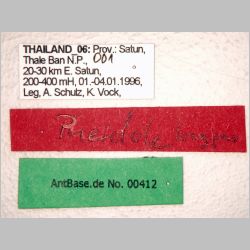 THAILAND_06: Prov.: Satun,
Thale Ban N.P., 001
20-30 km E. Satun,
200-400 mH, 01.-04.01.1996,
Leg, A. Schulz, K. Vock,
Pheidole
AntBase.de No. 00412